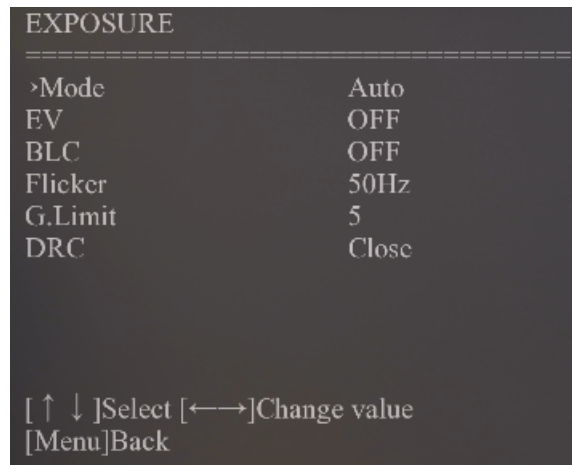 EXPOSURE
===================================
›Mode Auto
EV OFF
BLC OFF
Flicker 50Hz
G.Limit 5
DRC Close
[ ↑ ↓ ]Select [←→]Change value
[Menu]Back